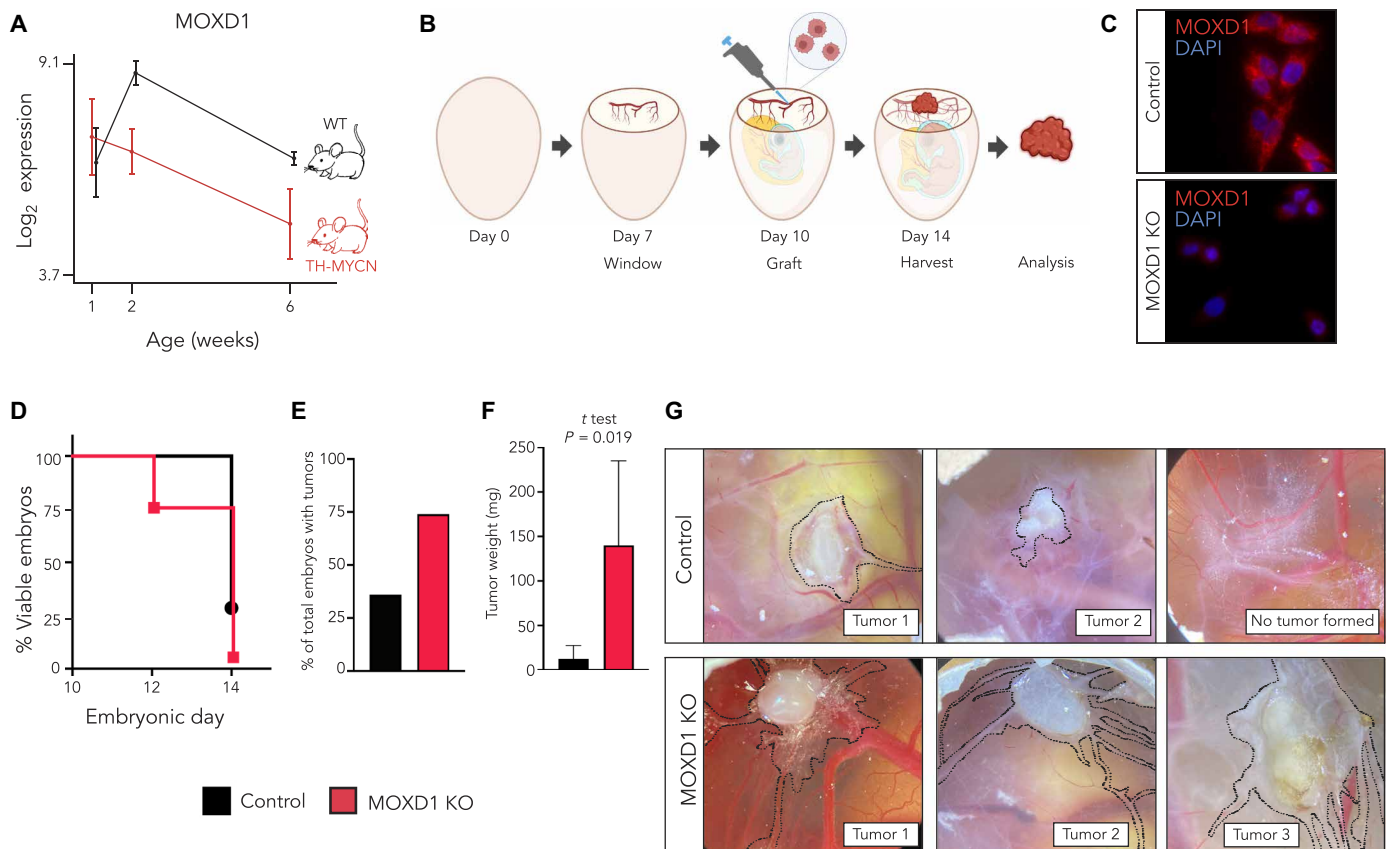 A
MOXD1
9.1
3.7
Log2 expression
1
2
6
Age (weeks)
WT
TH-MYCN
B
Day 0
Day 7
Window
Day 10
Graft
Day 14
Harvest
Analysis
C
Control
MOXD1
DAPI
MOXD1 KO
MOXD1
DAPI
D
% Viable embryos
100
75
50
25
0
10
12
14
Embryonic day
E
% of total embryos with tumors
100
75
50
25
0
F
t test
P = 0.019
Tumor weight (mg)
250
200
150
100
50
0
Control
MOXD1 KO
G
Control
Tumor 1
Tumor 2
No tumor formed
MOXD1 KO
Tumor 1
Tumor 2
Tumor 3